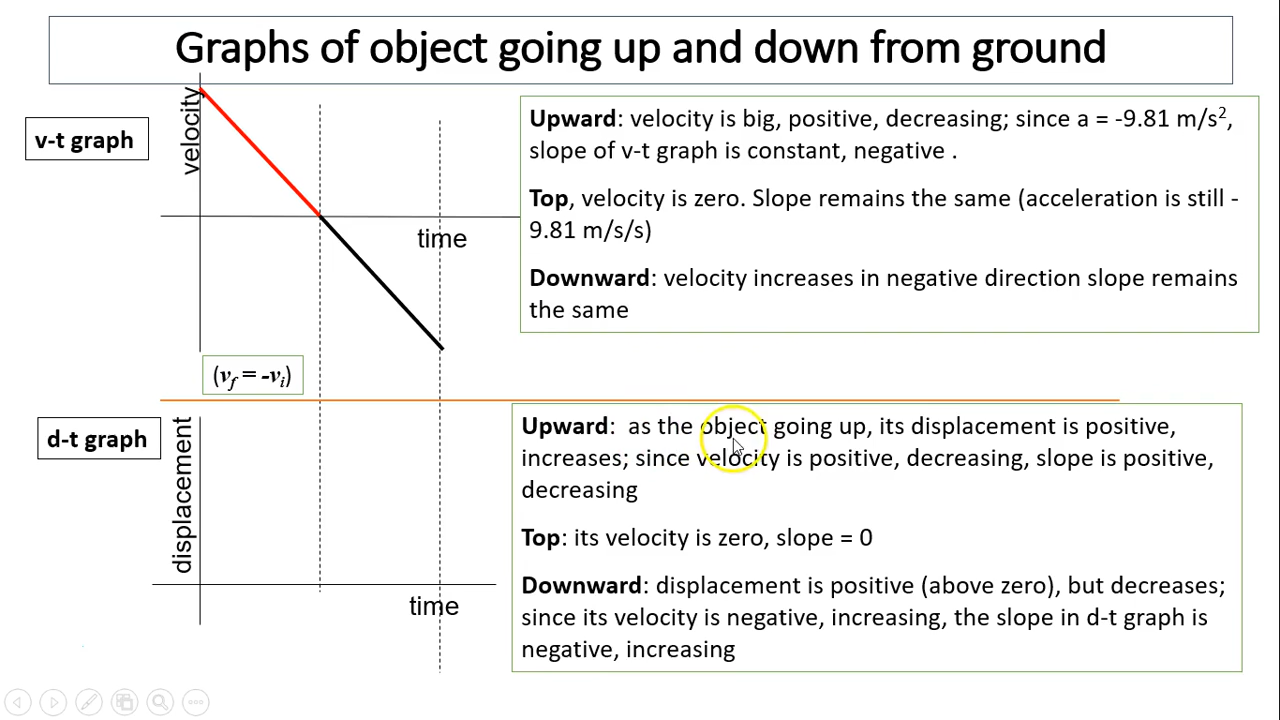 Graphs of object going up and down from ground
v-t graph
velocity
time
(vf = -vi)
Upward: velocity is big, positive, decreasing; since a = -9.81 m/s²,
slope of v-t graph is constant, negative .
Top, velocity is zero. Slope remains the same (acceleration is still -
9.81 m/s/s)
Downward: velocity increases in negative direction slope remains
the same
d-t graph
displacement
time
Upward: as the object going up, its displacement is positive,
increases; since velocity is positive, decreasing, slope is positive,
decreasing
Top: its velocity is zero, slope = 0
Downward: displacement is positive (above zero), but decreases;
since its velocity is negative, increasing, the slope in d-t graph is
negative, increasing